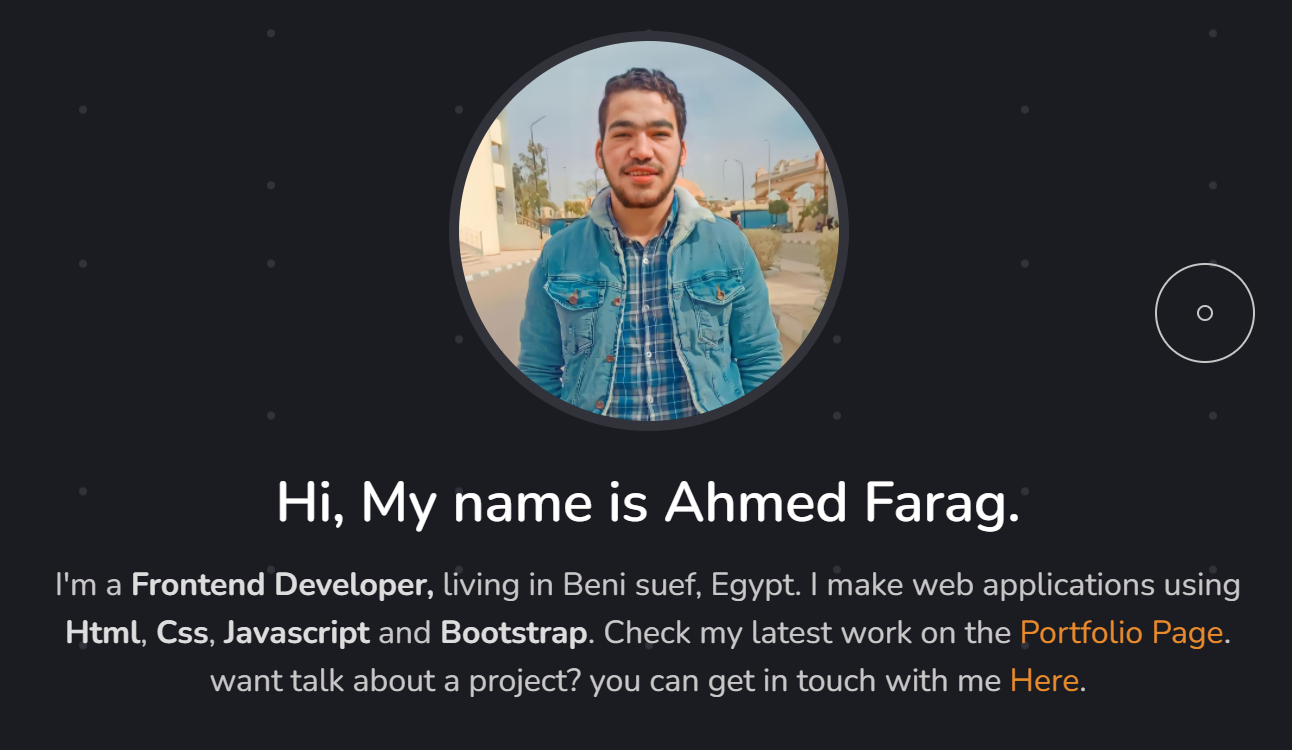 Hi, My name is Ahmed Farag.
I'm a Frontend Developer, living in Beni suef, Egypt. I make web applications using
Html, Css, Javascript and Bootstrap. Check my latest work on the Portfolio Page.
want talk about a project? you can get in touch with me Here.